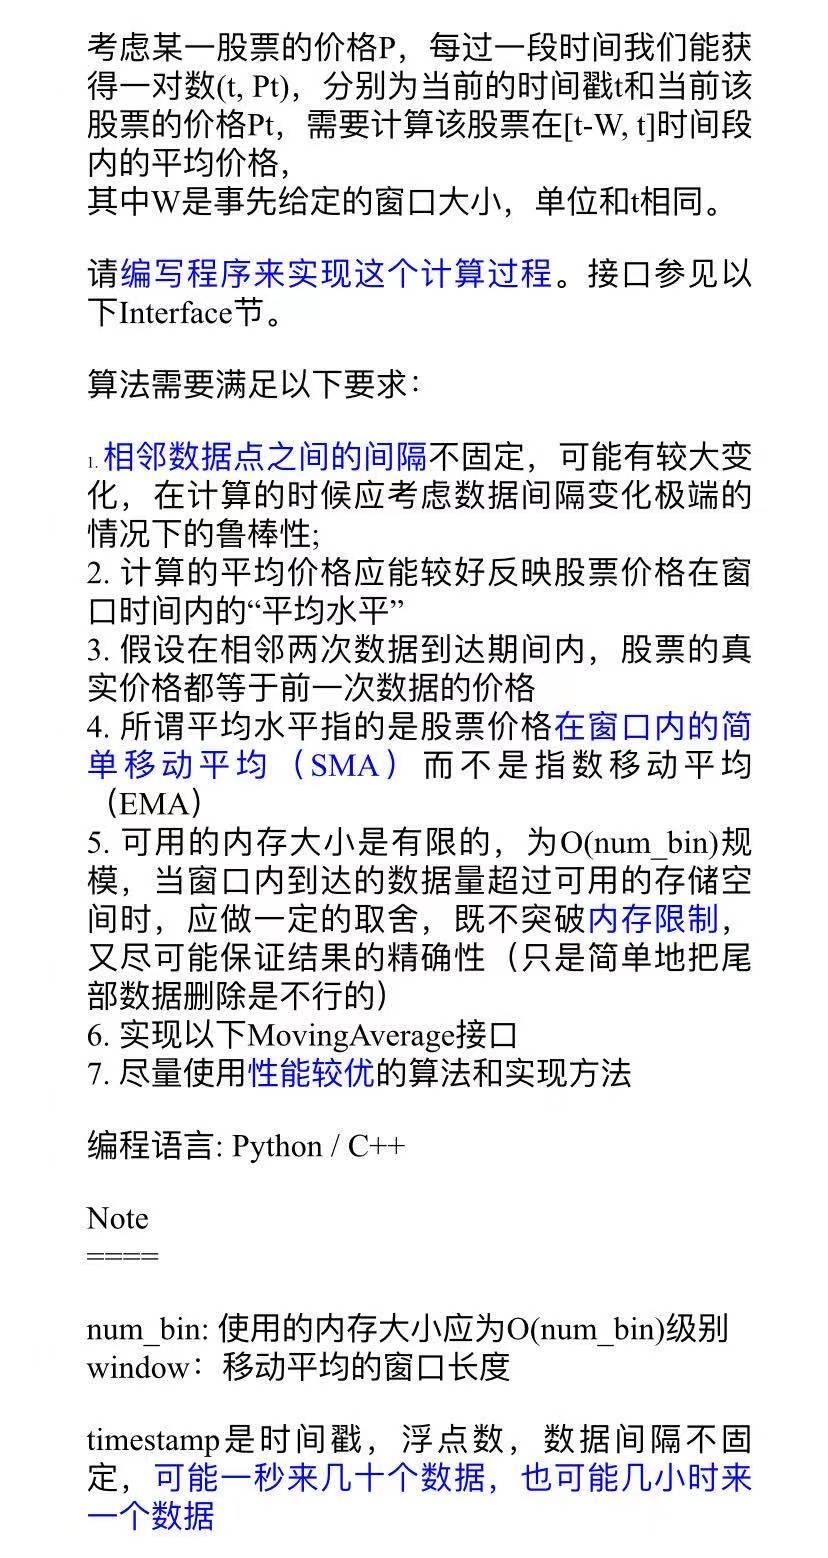 考虑某一股票的价格P，每过一段时间我们能获
得一对数(t, Pt)，分别为当前的时间戳t和当前该
股票的价格Pt，需要计算该股票在[t-W, t]时间段
内的平均价格，
其中W是事先给定的窗口大小，单位和t相同。
请编写程序来实现这个计算过程。接口参见以
下Interface节。
算法需要满足以下要求：
1. 相邻数据点之间的间隔不固定，可能有较大变
化，在计算的时候应考虑数据间隔变化极端的
情况下的鲁棒性;
2. 计算的平均价格应能较好反映股票价格在窗
口时间内的“平均水平”
3. 假设在相邻两次数据到达期间内，股票的真
实价格都等于前一次数据的价格
4. 所谓平均水平指的是股票价格在窗口内的简
单移动平均（SMA）而不是指数移动平均
（EMA）
5. 可用的内存大小是有限的，为O(num_bin)规
模，当窗口内到达的数据量超过可用的存储空
间时，应做一定的取舍，既不突破内存限制，
又尽可能保证结果的精确性（只是简单地把尾
部数据删除是不行的）
6. 实现以下MovingAverage接口
7. 尽量使用性能较优的算法和实现方法
编程语言: Python / C++
Note
====
num_bin: 使用的内存大小应为O(num_bin)级别
window：移动平均的窗口长度
timestamp是时间戳，浮点数，数据间隔不固
定，可能一秒来几十个数据，也可能几小时来
一个数据